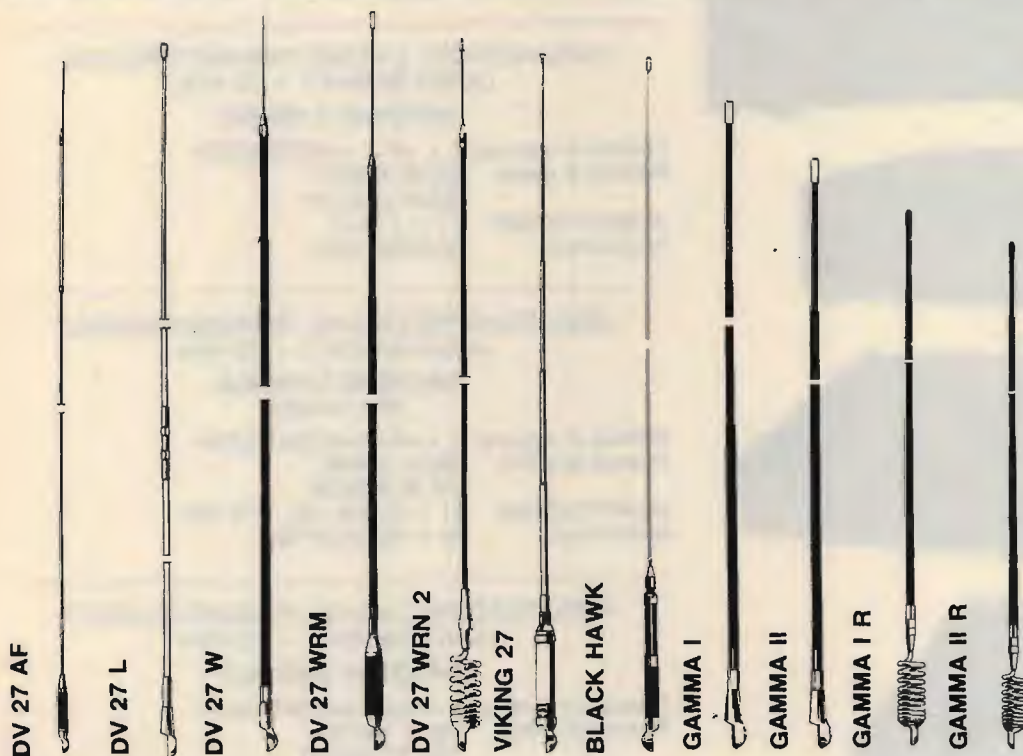 DV 27 AF
DV 27 L
DV 27 W
DV 27 WRM
DV 27 WRN 2
VIKING 27
BLACK HAWK
GAMMA I
GAMMA II
GAMMA I R
GAMMA II R